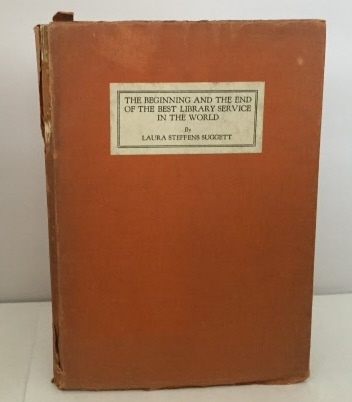 THE BEGINNING AND THE END
OF THE BEST LIBRARY SERVICE
IN THE WORLD
By
LAURA STEFFENS SUGGETT